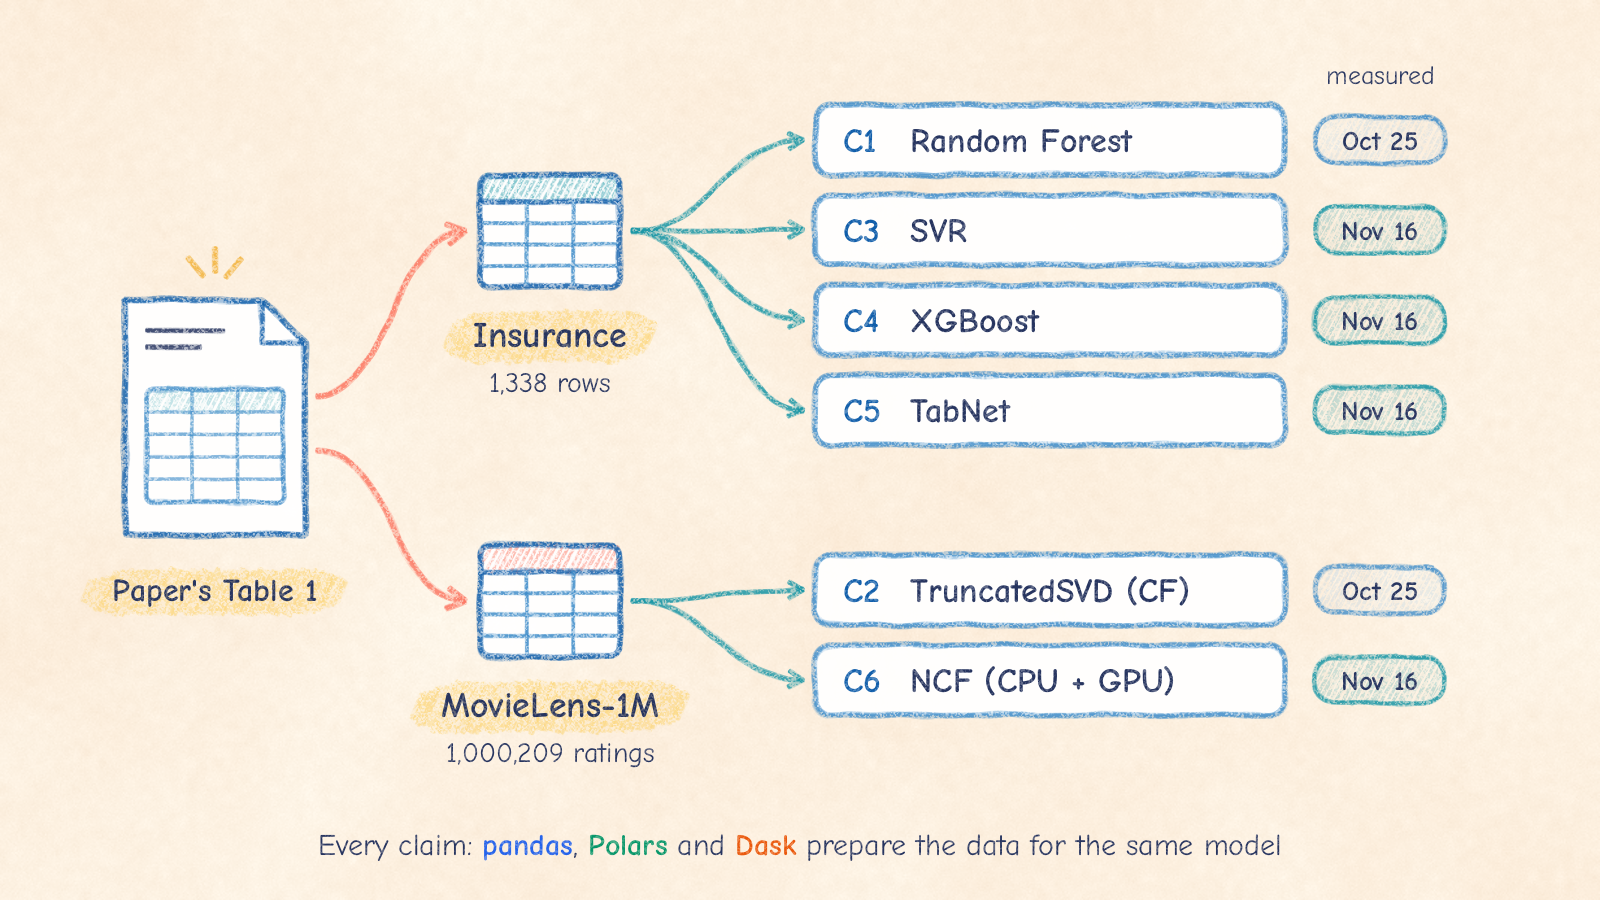 measured
C1 Random Forest Oct 25
C3 SVR Nov 16
C4 XGBoost Nov 16
C5 TabNet Nov 16
Insurance
1,338 rows
Paper's Table 1
C2 TruncatedSVD (CF) Oct 25
C6 NCF (CPU + GPU) Nov 16
MovieLens-1M
1,000,209 ratings
Every claim: pandas, Polars and Dask prepare the data for the same model